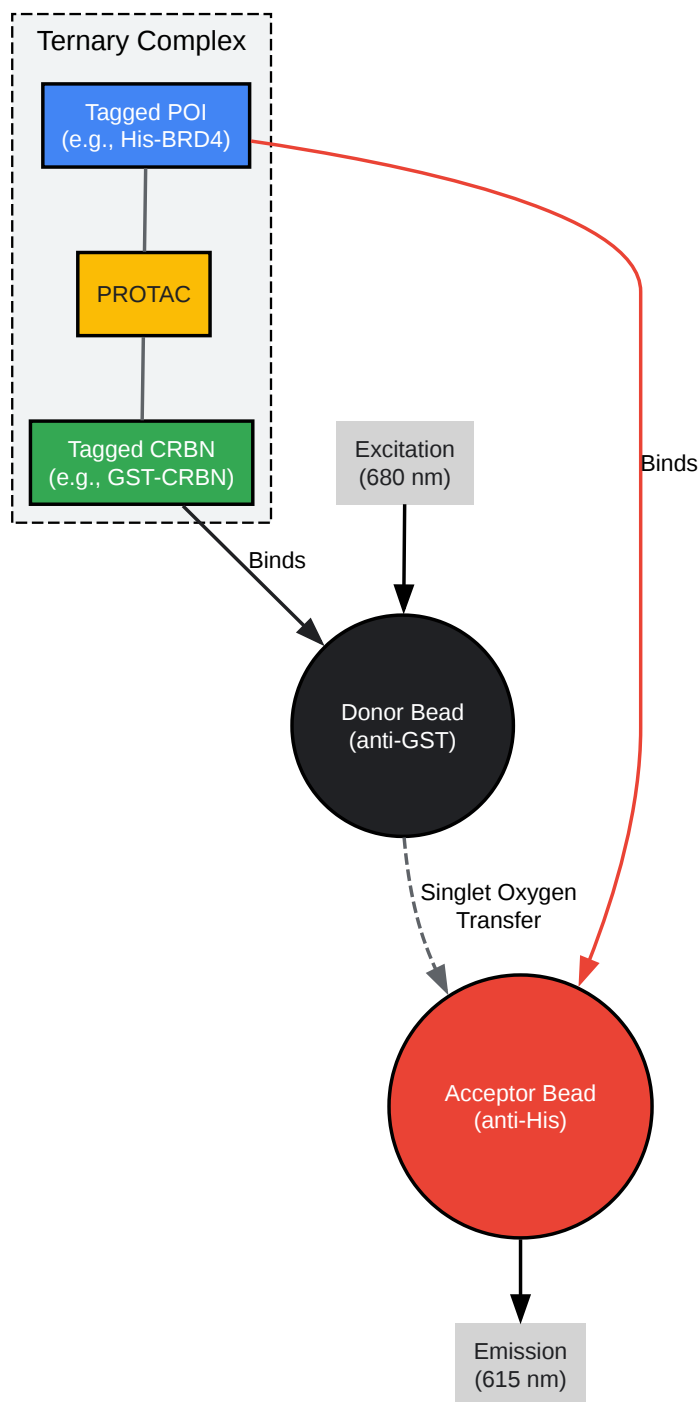 Ternary Complex
Tagged POI
(e.g., His-BRD4)
PROTAC
Tagged CRBN
(e.g., GST-CRBN)
Excitation
(680 nm)
Binds
Binds
Donor Bead
(anti-GST)
Singlet Oxygen
Transfer
Acceptor Bead
(anti-His)
Emission
(615 nm)